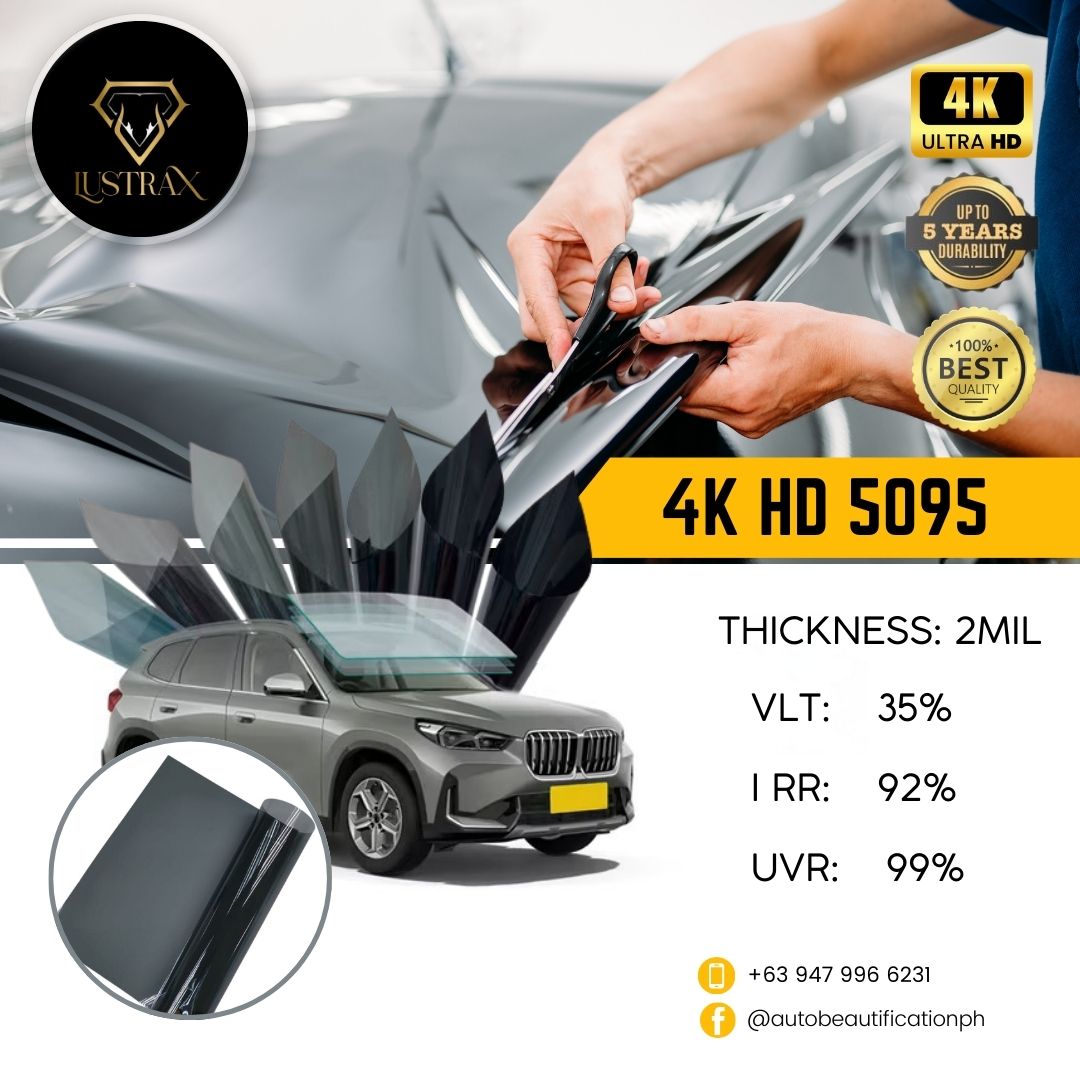 LUSTRAX
4K
ULTRA HD
UP TO
5 YEARS
DURABILITY
100%
BEST
QUALITY
4K HD 5095
THICKNESS: 2MIL
VLT: 35%
I RR: 92%
UVR: 99%
+63 947 996 6231
@autobeautificationph